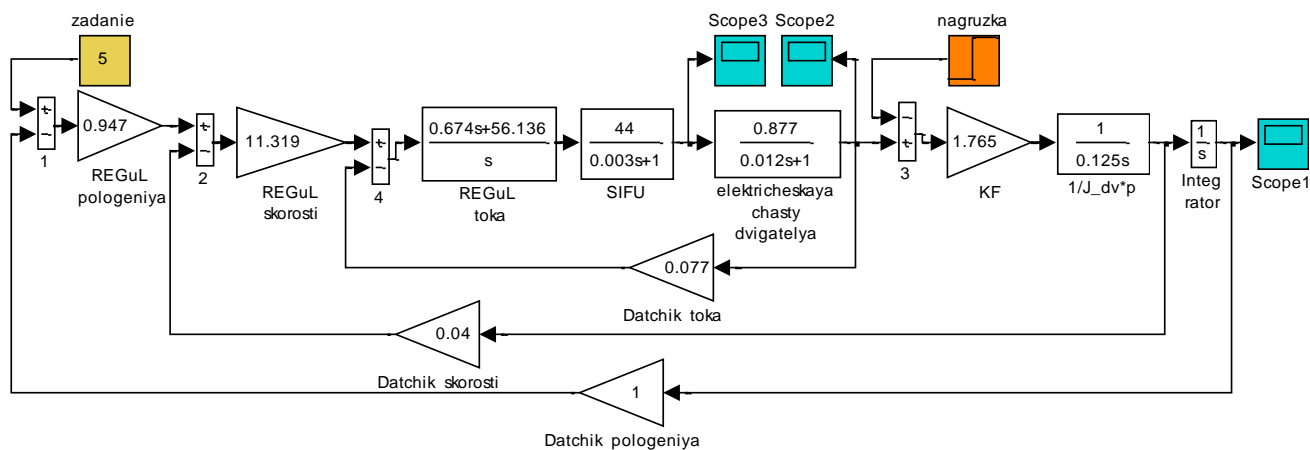 zadanie
Scope3
Scope2
nagruzka
5
+
−
1
0.947
REGuL
pologeniya
+
−
2
11.319
REGuL
skorosti
+
−
4
0.674s+56.136
s
REGuL
toka
44
0.003s+1
SIFU
0.877
0.012s+1
elektricheskaya
chasty
dvigatelya
−
+
3
1.765
KF
1
0.125s
1/J_dv*p
1
s
Integ
rator
Scope1
0.077
Datchik toka
0.04
Datchik skorosti
1
Datchik pologeniya